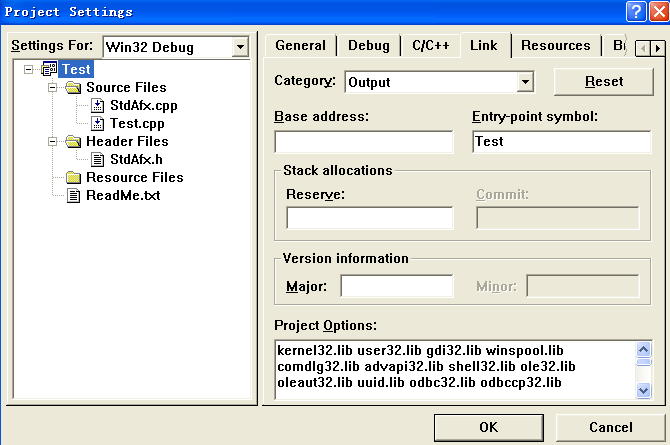 Project Settings
Settings For:
Win32 Debug
Test
Source Files
StdAfx.cpp
Test.cpp
Header Files
StdAfx.h
Resource Files
ReadMe.txt
General
Debug
C/C++
Link
Resources
Category:
Output
Reset
Base address:
Entry-point symbol:
Test
Stack allocations
Reserve:
Commit:
Version information
Major:
Minor:
Project Options:
kernel32.lib user32.lib gdi32.lib winspool.lib
comdlg32.lib advapi32.lib shell32.lib ole32.lib
oleaut32.lib uuid.lib odbc32.lib odbccp32.lib
OK
Cancel